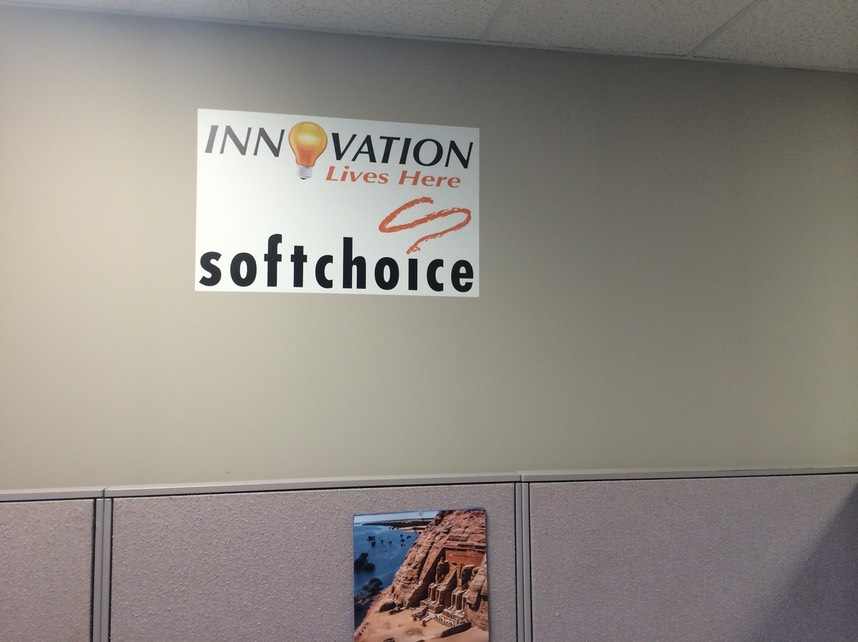 INNOVATION
Lives Here
softchoice